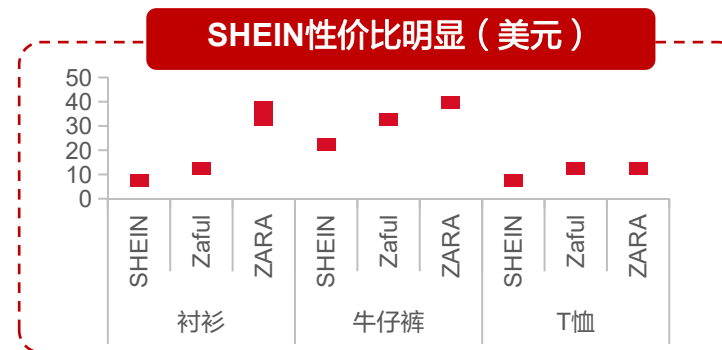 SHEIN性价比明显（美元）
50
40
30
20
10
0
SHEIN
Zaful
ZARA
SHEIN
Zaful
ZARA
SHEIN
Zaful
ZARA
衬衫
牛仔裤
T恤